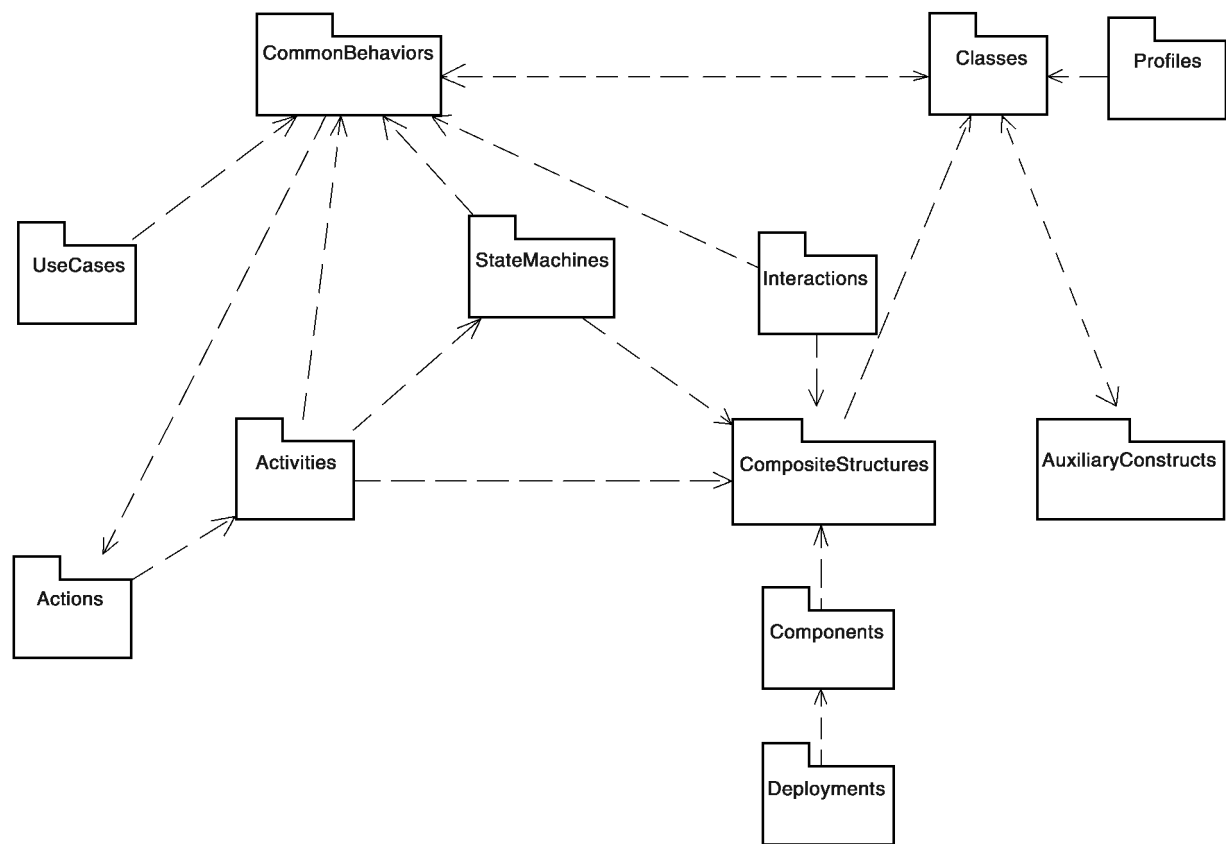 CommonBehaviors
Classes
Profiles
UseCases
StateMachines
Interactions
Activities
CompositeStructures
AuxiliaryConstructs
Actions
Components
Deployments